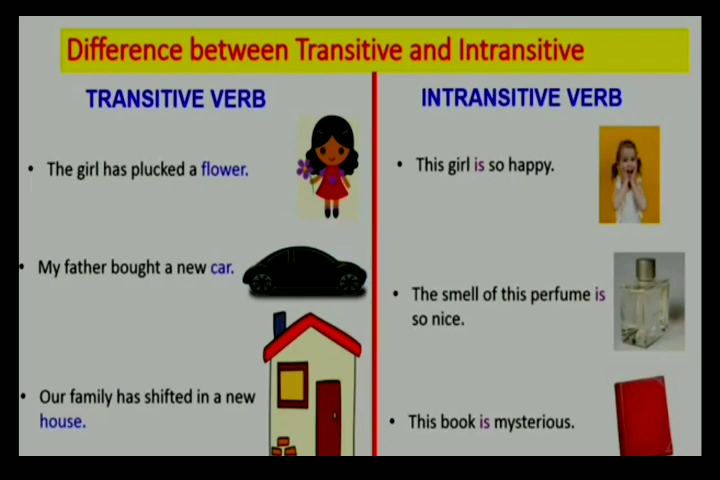 Difference between Transitive and Intransitive
TRANSITIVE VERB
• The girl has plucked a flower.
• My father bought a new car.
• Our family has shifted in a new
house.
INTRANSITIVE VERB
• This girl is so happy.
• The smell of this perfume is
so nice.
• This book is mysterious.